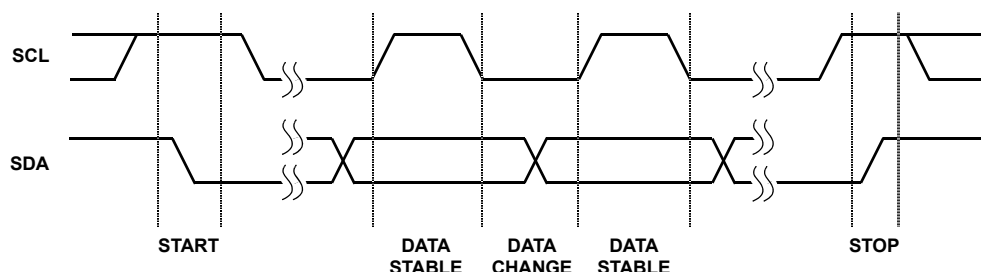 SCL
SDA
START
DATA STABLE
DATA CHANGE
DATA STABLE
STOP